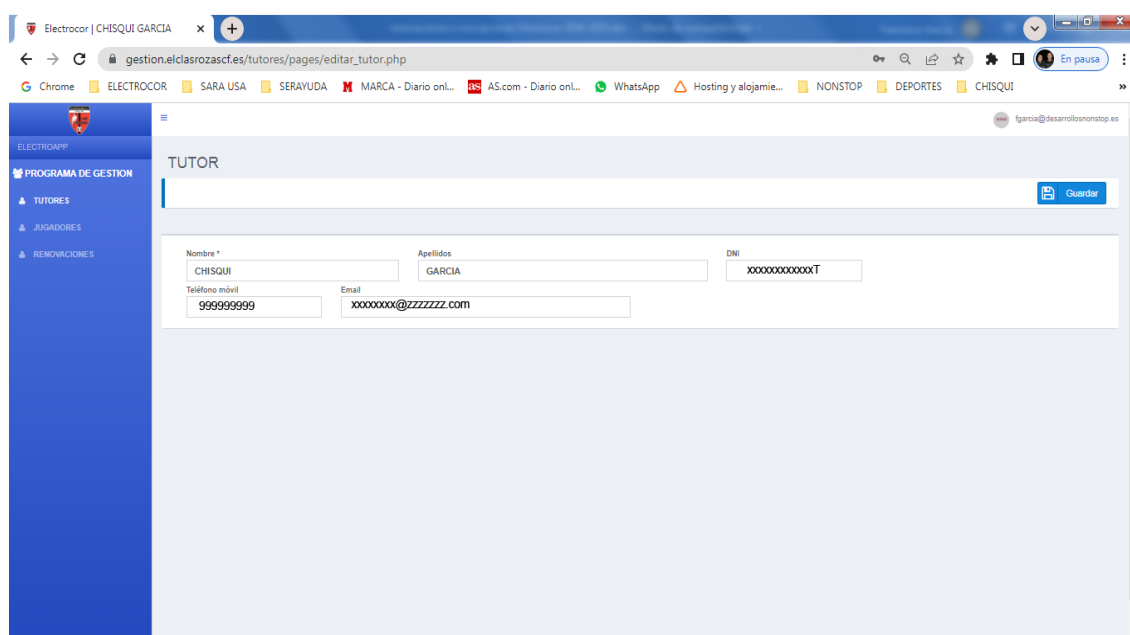 Electrocor | CHISQUI GARCIA
gestion.elclasrozascf.es/tutores/pages/editar_tutor.php
En pausa
Chrome ELECTROCOR SARA USA SERAYUDA MARCA - Diario onl... AS.com - Diario onl... WhatsApp Hosting y alojamie... NONSTOP DEPORTES CHISQUI »
fgarcia@desarrollosnonstop.es
ELECTROAPP
PROGRAMA DE GESTION
TUTORES
JUGADORES
RENOVACIONES
TUTOR
Guardar
Nombre * Apellidos DNI
CHISQUI GARCIA xxxxxxxxxxxxT
Teléfono móvil Email
999999999 xxxxxxxx@zzzzzzz.com